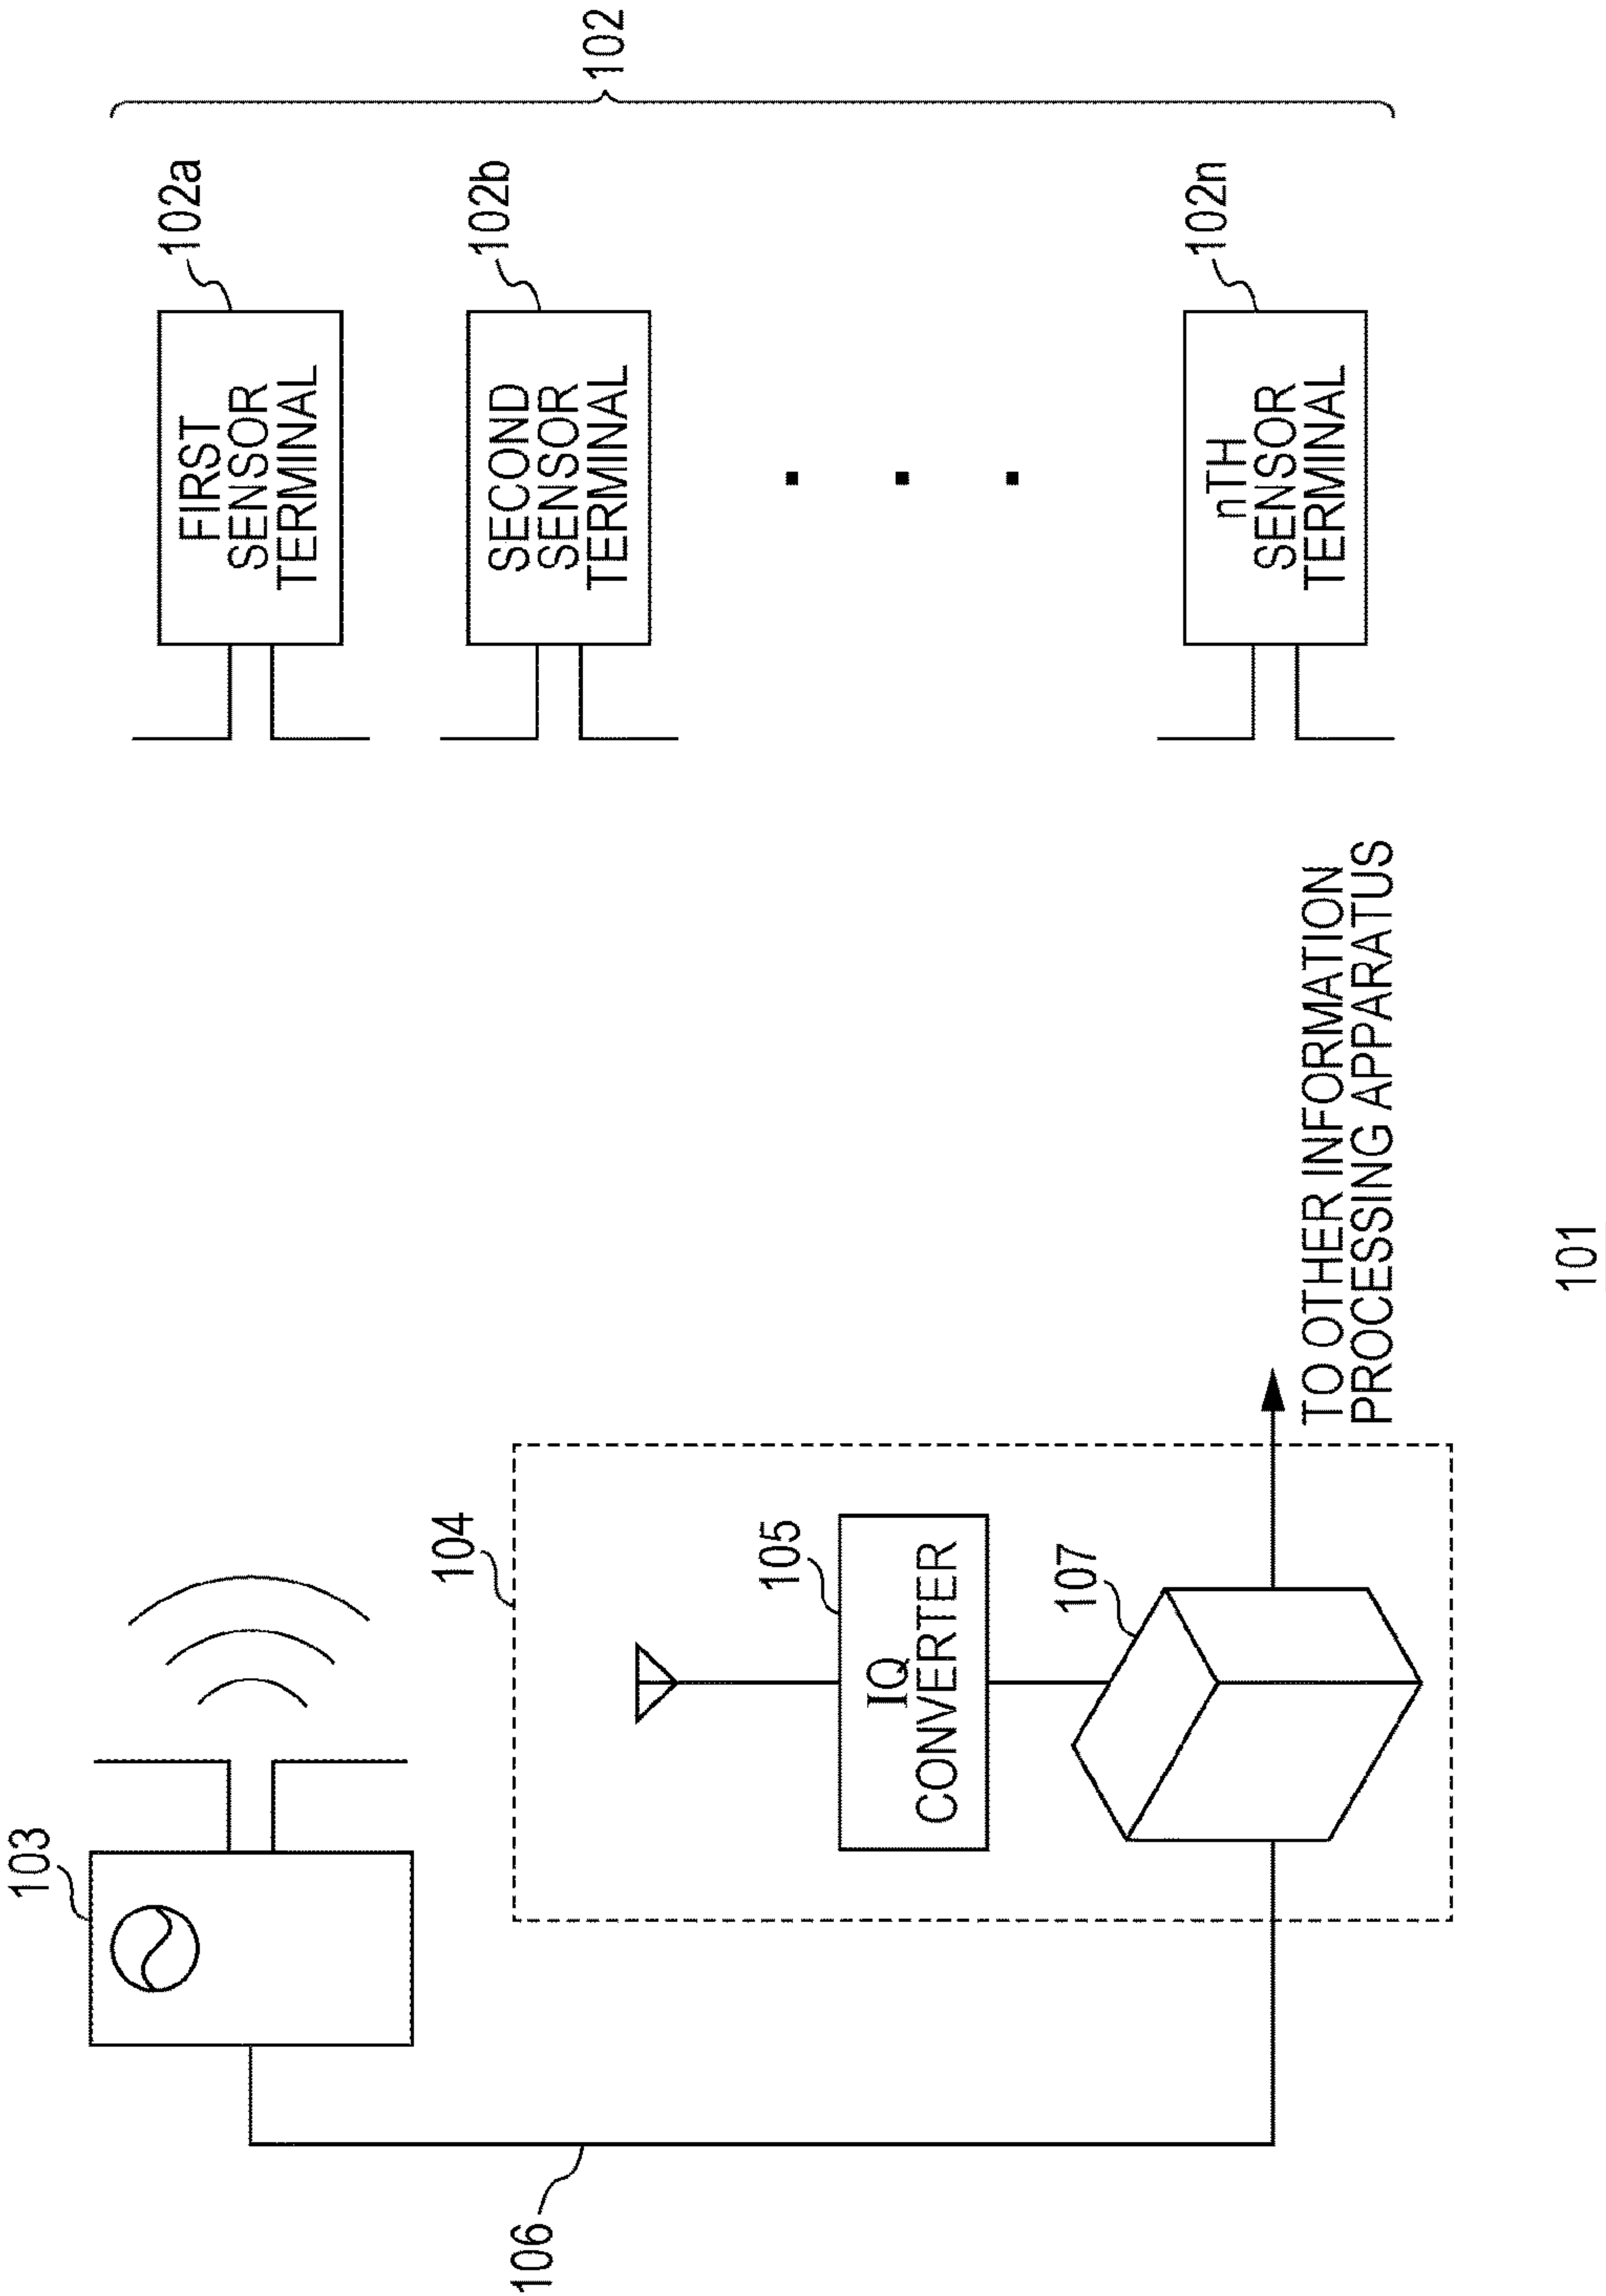 103
106
104
105
IQ
CONVERTER
107
TO OTHER INFORMATION
PROCESSING APPARATUS
102a
FIRST
SENSOR
TERMINAL
102b
SECOND
SENSOR
TERMINAL
102n
nTH
SENSOR
TERMINAL
102
101